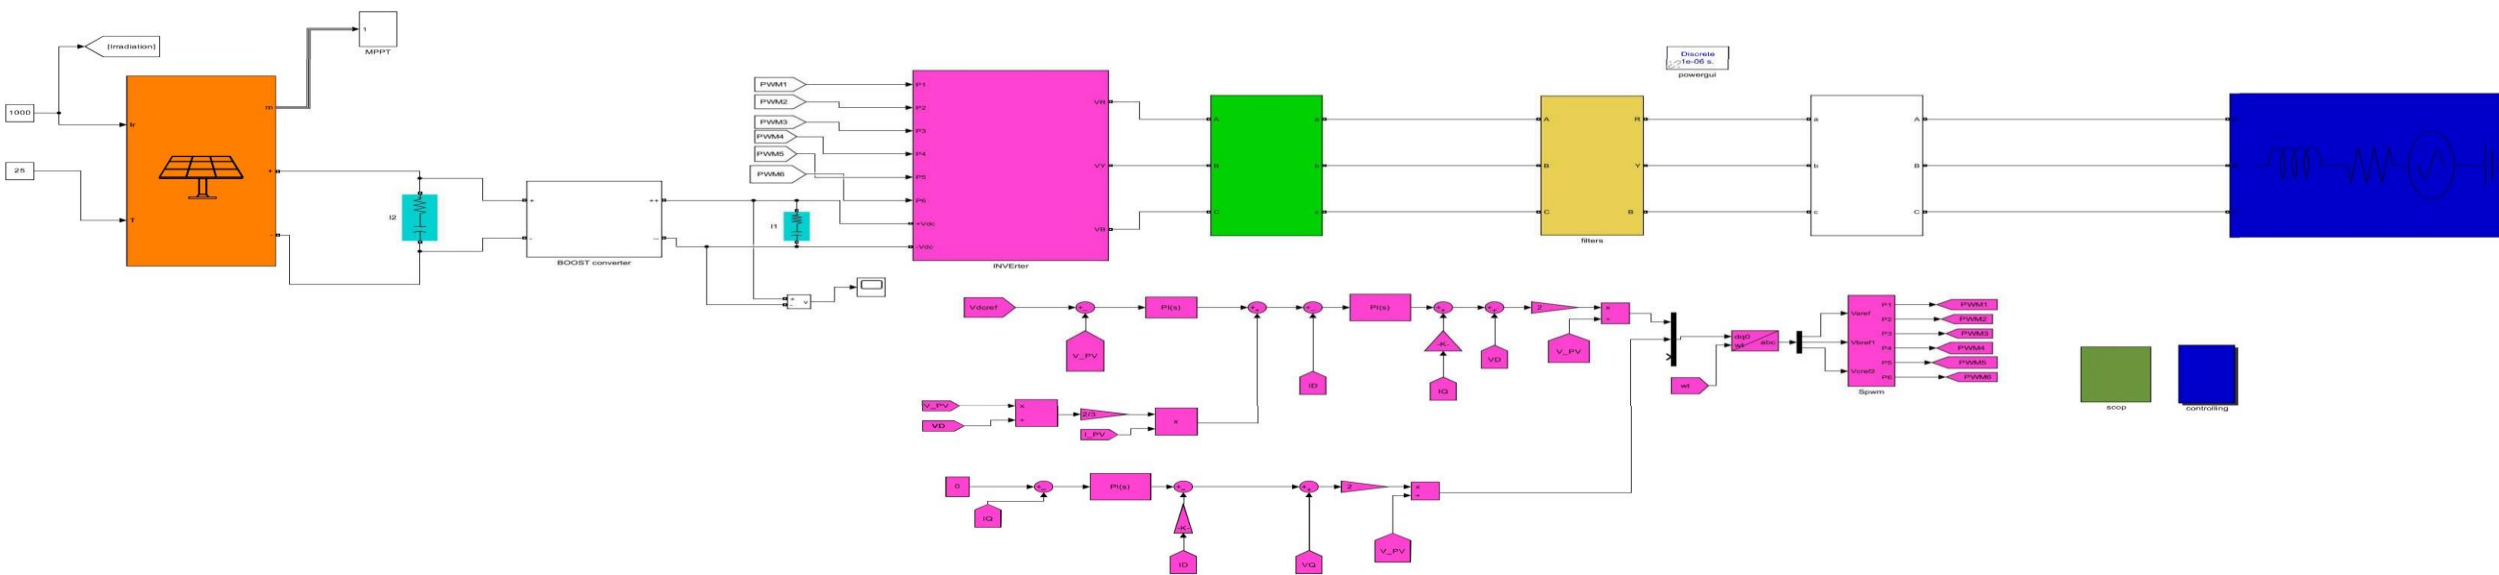 [Irradiation]
1
MPPT
1000
25
Ir
T
m
+
-
I2
+
-
++
--
BOOST converter
I1
+
-
v
PWM1
PWM2
PWM3
PWM4
PWM5
PWM6
P1
P2
P3
P4
P5
P6
+Vdc
-Vdc
VR
VY
VB
INVErter
A
B
C
a
b
c
A
B
C
R
Y
B
filters
Discrete
1e-06 s.
powergui
a
b
c
A
B
C
Vdcref
V_PV
PI(s)
ID
PI(s)
-K-
IQ
VD
2
V_PV
×
÷
dq0
wt
abc
wt
Varef
Vbref1
Vcref2
P1
P2
P3
P4
P5
P6
Spwm
PWM1
PWM2
PWM3
PWM4
PWM5
PWM6
V_PV
VD
×
÷
2/3
I_PV
×
0
IQ
PI(s)
-K-
ID
VQ
2
V_PV
×
÷
scop
controlling